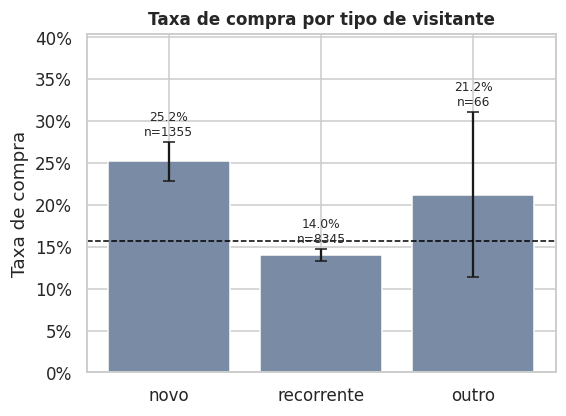 Taxa de compra por tipo de visitante
Taxa de compra
40%
35%
30%
25%
20%
15%
10%
5%
0%
25.2%
n=1355
14.0%
n=8345
21.2%
n=66
novo
recorrente
outro